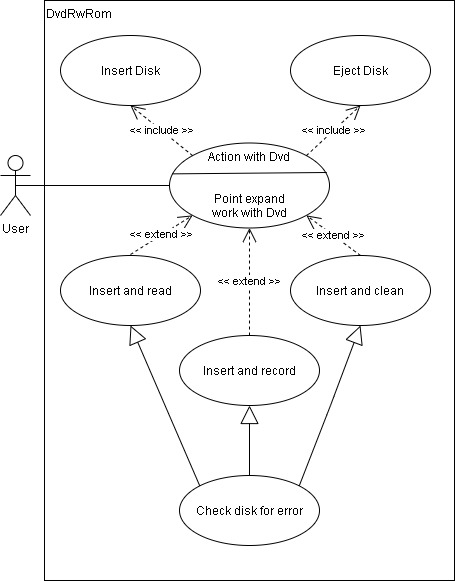 DvdRwRom
Insert Disk
Eject Disk
<< include >>
<< include >>
Action with Dvd
Point expand
work with Dvd
User
<< extend >>
<< extend >>
<< extend >>
Insert and read
Insert and clean
Insert and record
Check disk for error